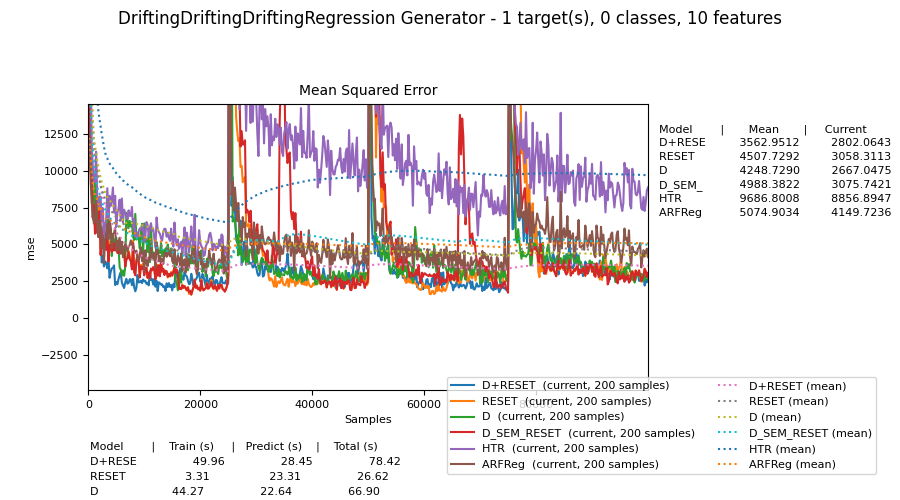 DriftingDriftingDriftingRegression Generator - 1 target(s), 0 classes, 10 features
Mean Squared Error
12500
10000
7500
5000
2500
0
−2500
mse
0 20000 40000 60000
Samples
Model | Mean | Current
D+RESE 3562.9512 2802.0643
RESET 4507.7292 3058.3113
D 4248.7290 2667.0475
D_SEM_ 4988.3822 3075.7421
HTR 9686.8008 8856.8947
ARFReg 5074.9034 4149.7236
D+RESET (current, 200 samples)
RESET (current, 200 samples)
D (current, 200 samples)
D_SEM_RESET (current, 200 samples)
HTR (current, 200 samples)
ARFReg (current, 200 samples)
D+RESET (mean)
RESET (mean)
D (mean)
D_SEM_RESET (mean)
HTR (mean)
ARFReg (mean)
Model | Train (s) | Predict (s) | Total (s)
D+RESE 49.96 28.45 78.42
RESET 3.31 23.31 26.62
D 44.27 22.64 66.90